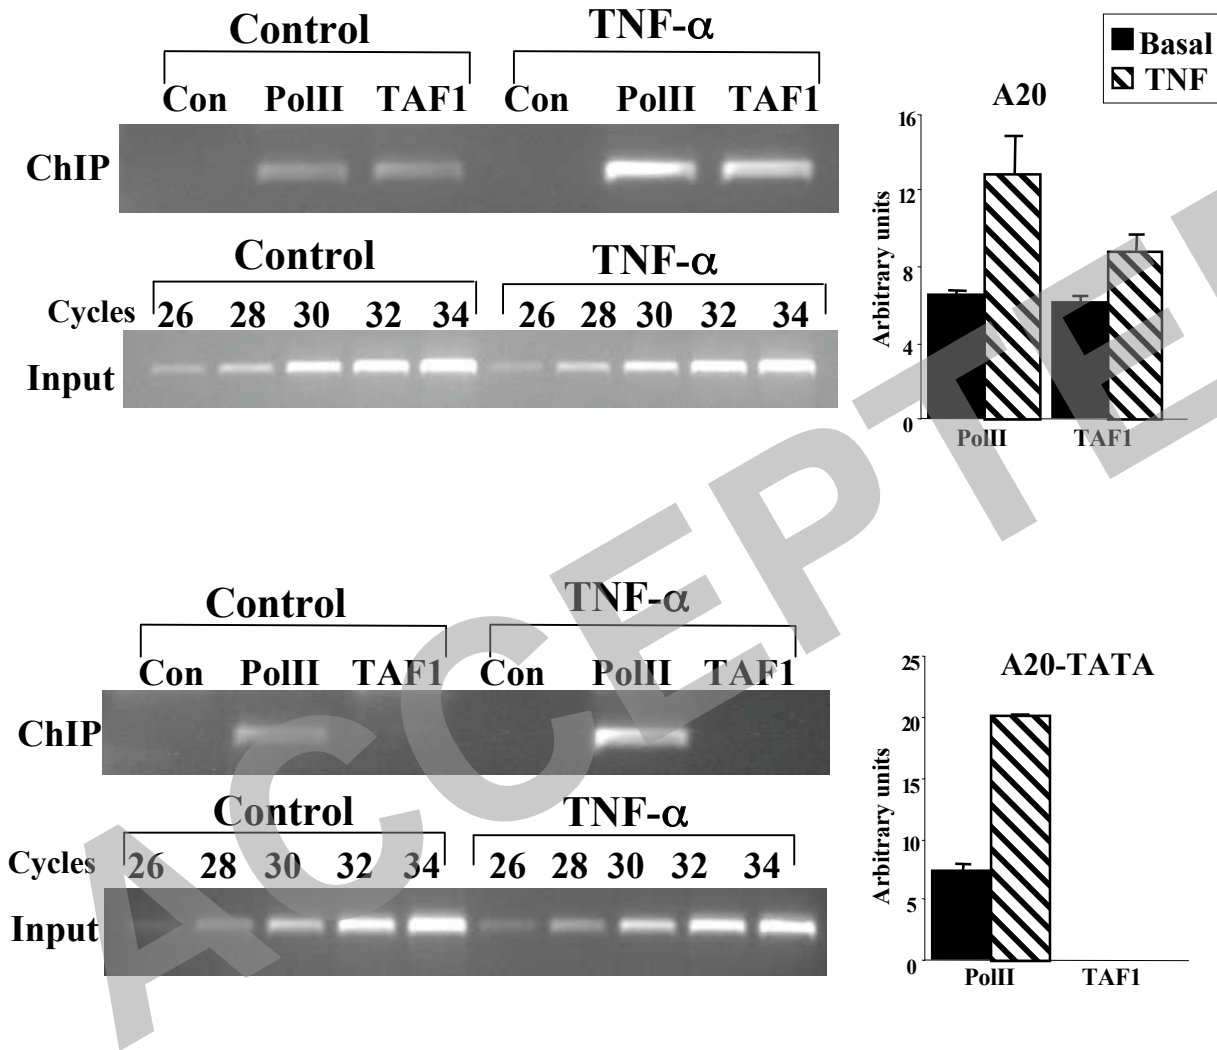 Control TNF-α
Con PolII TAF1 Con PolII TAF1
ChIP
Control TNF-α
Cycles 26 28 30 32 34 26 28 30 32 34
Input
Basal
TNF
A20
16
12
8
4
0
Arbitrary units
PolII TAF1
Control TNF-α
Con PolII TAF1 Con PolII TAF1
ChIP
Control TNF-α
Cycles 26 28 30 32 34 26 28 30 32 34
Input
A20-TATA
25
20
15
10
5
0
Arbitrary units
PolII TAF1
ACCEPTE